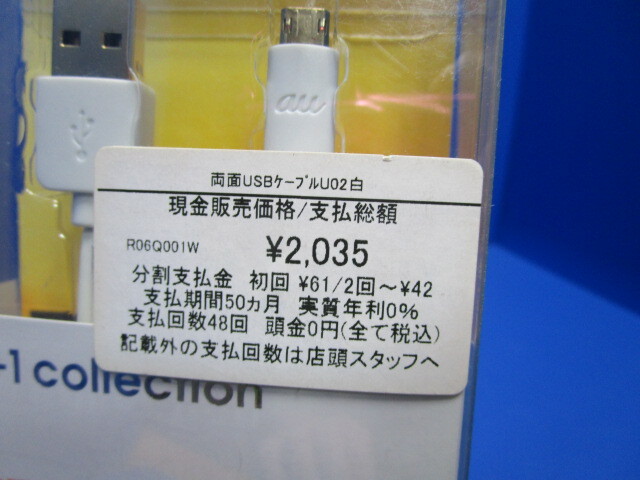 au
両面USBケーブルU02白
現金販売価格/支払総額
R06Q001W ¥2,035
分割支払金 初回 ¥61/2回～¥42
支払期間50ヵ月 実質年利0%
支払回数48回 頭金0円(全て税込)
記載外の支払回数は店頭スタッフへ
-1 collection